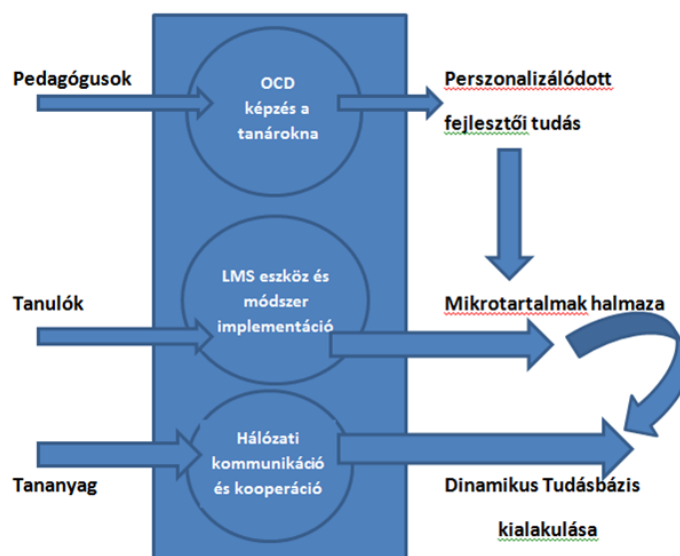 Pedagógusok
OCD
képzés a
tanárokna
Perszonalizálódott
fejlesztői tudás
Tanulók
LMS eszköz és
módszer
implementáció
Mikrotartalmak halmaza
Tananyag
Hálózati
kommunikáció
és kooperáció
Dinamikus Tudásbázis
kialakulása